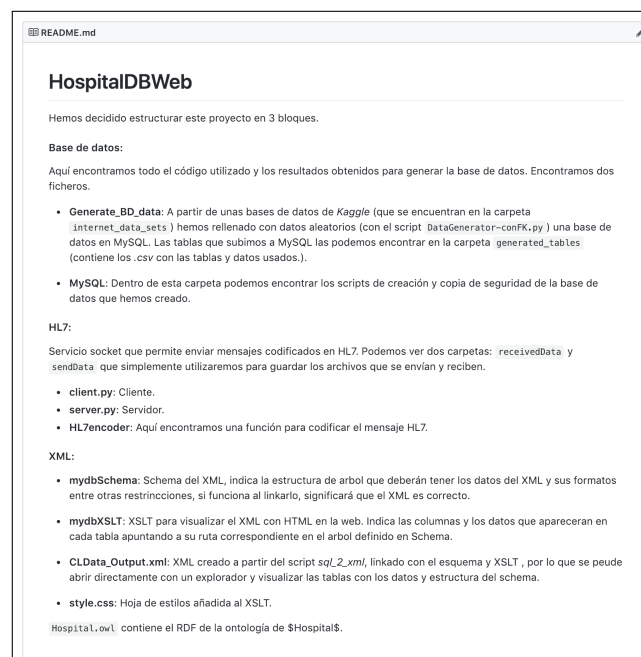 README.md
HospitalDBWeb
Hemos decidido estructurar este proyecto en 3 bloques.
Base de datos:
Aquí encontramos todo el código utilizado y los resultados obtenidos para generar la base de datos. Encontramos dos
ficheros.
• Generate_BD_data: A partir de unas bases de datos de Kaggle (que se encuentran en la carpeta
internet_data_sets ) hemos rellenado con datos aleatorios (con el script DataGenerator-conFK.py ) una base de
datos en MySQL. Las tablas que subimos a MySQL las podemos encontrar en la carpeta generated_tables
(contiene los .csv con las tablas y datos usados.).
• MySQL: Dentro de esta carpeta podemos encontrar los scripts de creación y copia de seguridad de la base de
datos que hemos creado.
HL7:
Servicio socket que permite enviar mensajes codificados en HL7. Podemos ver dos carpetas: receivedData y
sendData que simplemente utilizaremos para guardar los archivos que se envían y reciben.
• client.py: Cliente.
• server.py: Servidor.
• HL7encoder: Aquí encontramos una función para codificar el mensaje HL7.
XML:
• mydbSchema: Schema del XML, indica la estructura de arbol que deberán tener los datos del XML y sus formatos
entre otras restrincciones, si funciona al linkarlo, significará que el XML es correcto.
• mydbXSLT: XSLT para visualizar el XML con HTML en la web. Indica las columnas y los datos que apareceran en
cada tabla apuntando a su ruta correspondiente en el arbol definido en Schema.
• CLData_Output.xml: XML creado a partir del script sql_2_xml, linkado con el esquema y XSLT , por lo que se peude
abrir directamente con un explorador y visualizar las tablas con los datos y estructura del schema.
• style.css: Hoja de estilos añadida al XSLT.
Hospital.owl contiene el RDF de la ontología de $Hospital$.